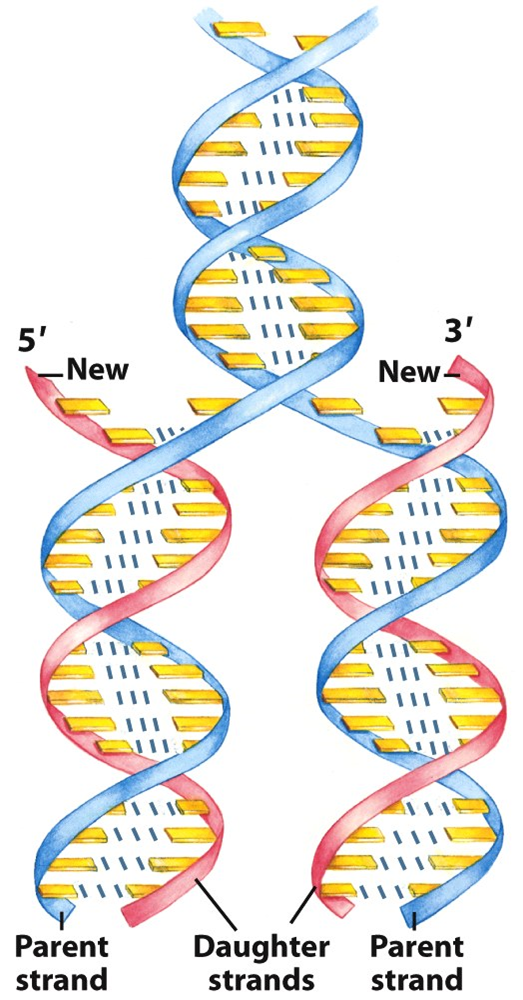 5′
New
3′
New
Parent
strand
Daughter
strands
Parent
strand